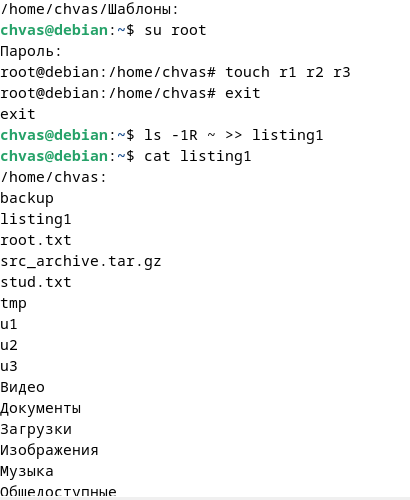 /home/chvas/Шаблоны:
chvas@debian:~$ su root
Пароль:
root@debian:/home/chvas# touch r1 r2 r3
root@debian:/home/chvas# exit
exit
chvas@debian:~$ ls -1R ~ >> listing1
chvas@debian:~$ cat listing1
/home/chvas:
backup
listing1
root.txt
src_archive.tar.gz
stud.txt
tmp
u1
u2
u3
Видео
Документы
Загрузки
Изображения
Музыка
Общедоступные